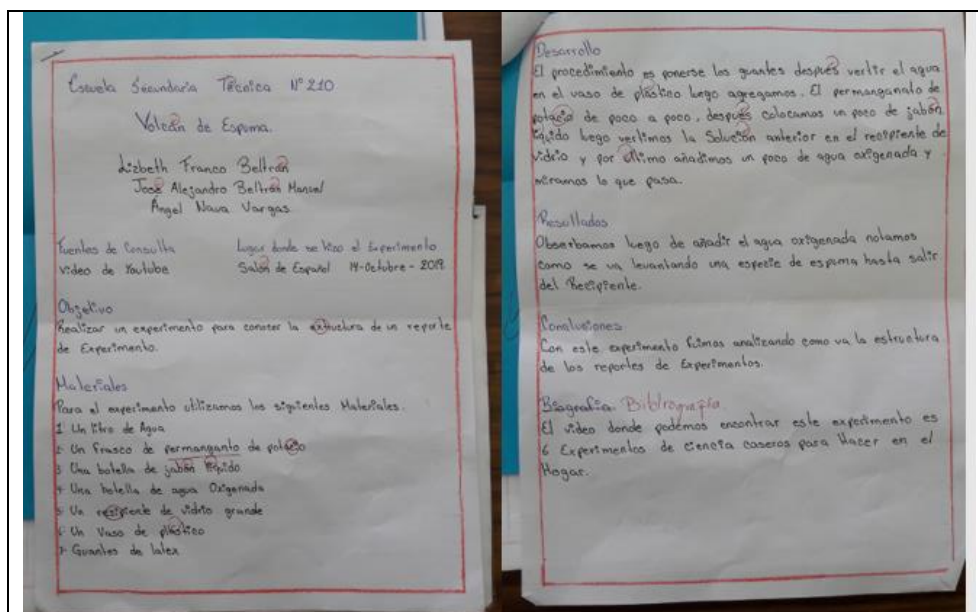 Escuela Secundaria Técnica N° 210
Volcán de Espuma.
Lizbeth Franco Beltrán
José Alejandro Beltrán Manuel
Ángel Nava Vargas
Fuentes de Consulta
Video de Youtube
Lugar donde se hizo el Experimento
Salón de Español 14-Octubre-2019
Objetivo
Realizar un experimento para conocer la extructura de un reporte
de Experimento.
Materiales
Para el experimento utilizamos los siguientes Materiales.
1 Un litro de Agua
2- Un Frasco de permanganto de potacio
3 Una botella de jabón líquido
4- Una botella de agua Oxigenada
5- Un resipiente de vidrio grande
6- Un Vaso de plástico
7- Guantes de latex
Desarrollo
El procedimiento es ponerse los guantes después vertir el agua
en el vaso de plástico luego agregamos. El permanganato de
potacio de poco a poco, después colocamos un poco de jabón
líquido luego vertimos la Solución anterior en el recipiente de
vidrio y por último añadimos un poco de agua oxigenada y
miramos lo que pasa.
Resultados
Obserbamos luego de añadir el agua oxigenada notamos
como se va levantando una especie de espuma hasta salir
del Recipiente.
Conclusiones
Con este experimento fuimos analizando como va la estructura
de los reportes de Experimentos.
Biografía Bibliografía
El video donde podemos encontrar este experimento es
6 Experimentos de ciencia caseros para Hacer en el
Hogar.